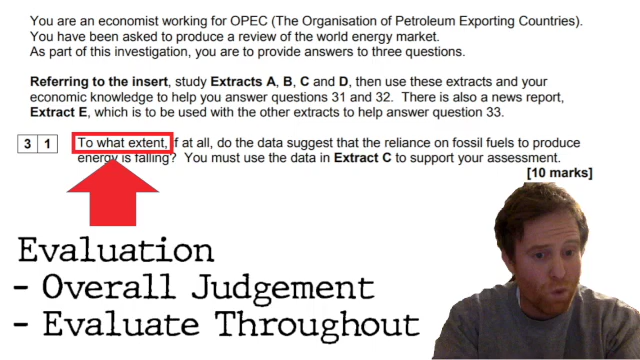 You are an economist working for OPEC (The Organisation of Petroleum Exporting Countries).
You have been asked to produce a review of the world energy market.
As part of this investigation, you are to provide answers to three questions.
Referring to the insert, study Extracts A, B, C and D, then use these extracts and your
economic knowledge to help you answer questions 31 and 32. There is also a news report,
Extract E, which is to be used with the other extracts to help answer question 33.
3 1 To what extent, if at all, do the data suggest that the reliance on fossil fuels to produce
energy is falling? You must use the data in Extract C to support your assessment.
[10 marks]
Evaluation
- Overall Judgement
- Evaluate Throughout